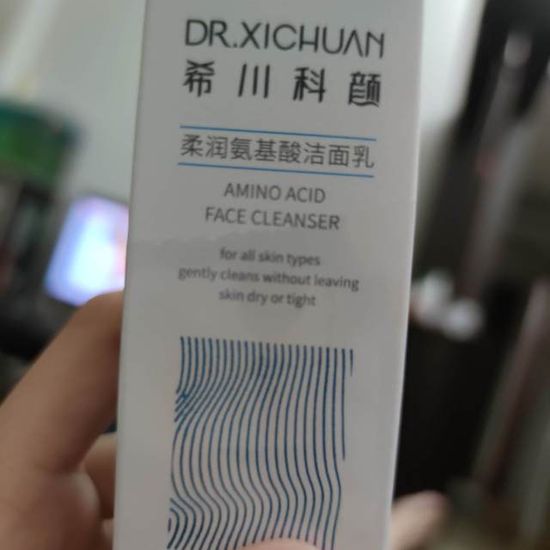 DR.XICHUAN
希川科颜
柔润氨基酸洁面乳
AMINO ACID
FACE CLEANSER
for all skin types
gently cleans without leaving
skin dry or tight